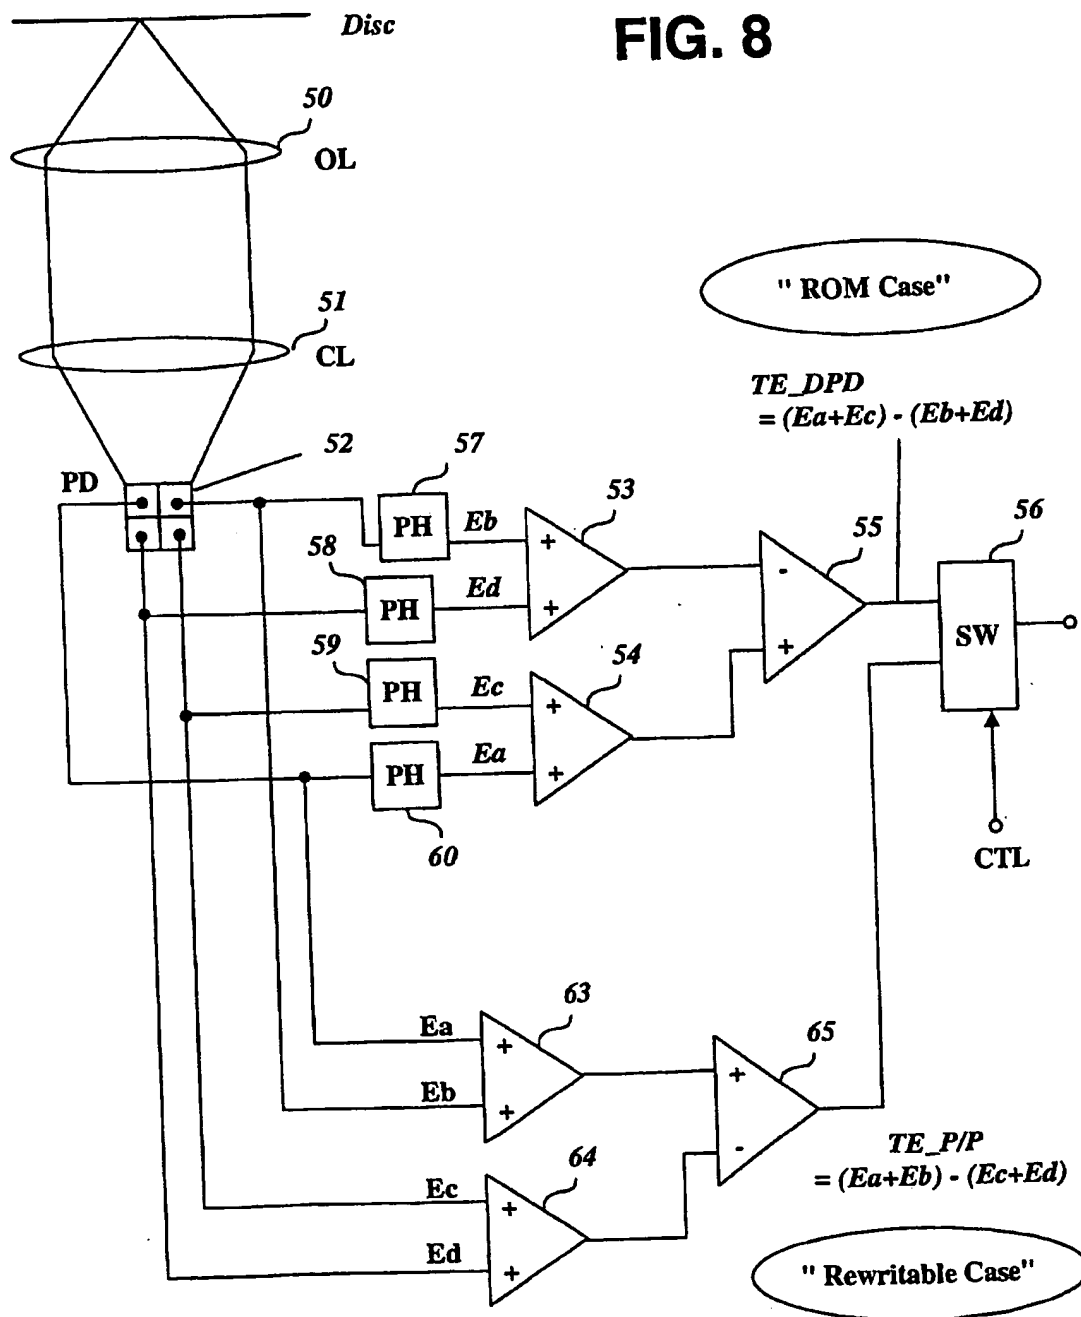 Disc
FIG. 8
50
OL
" ROM Case"
51
CL
TE_DPD
= (Ea+Ec) - (Eb+Ed)
PD
52
57
PH
Eb
53
+
+
55
-
+
56
SW
58
PH
Ed
59
PH
Ec
54
+
+
PH
Ea
60
CTL
63
Ea
+
Eb
+
65
+
-
TE_P/P
= (Ea+Eb) - (Ec+Ed)
64
Ec
+
Ed
+
" Rewritable Case"